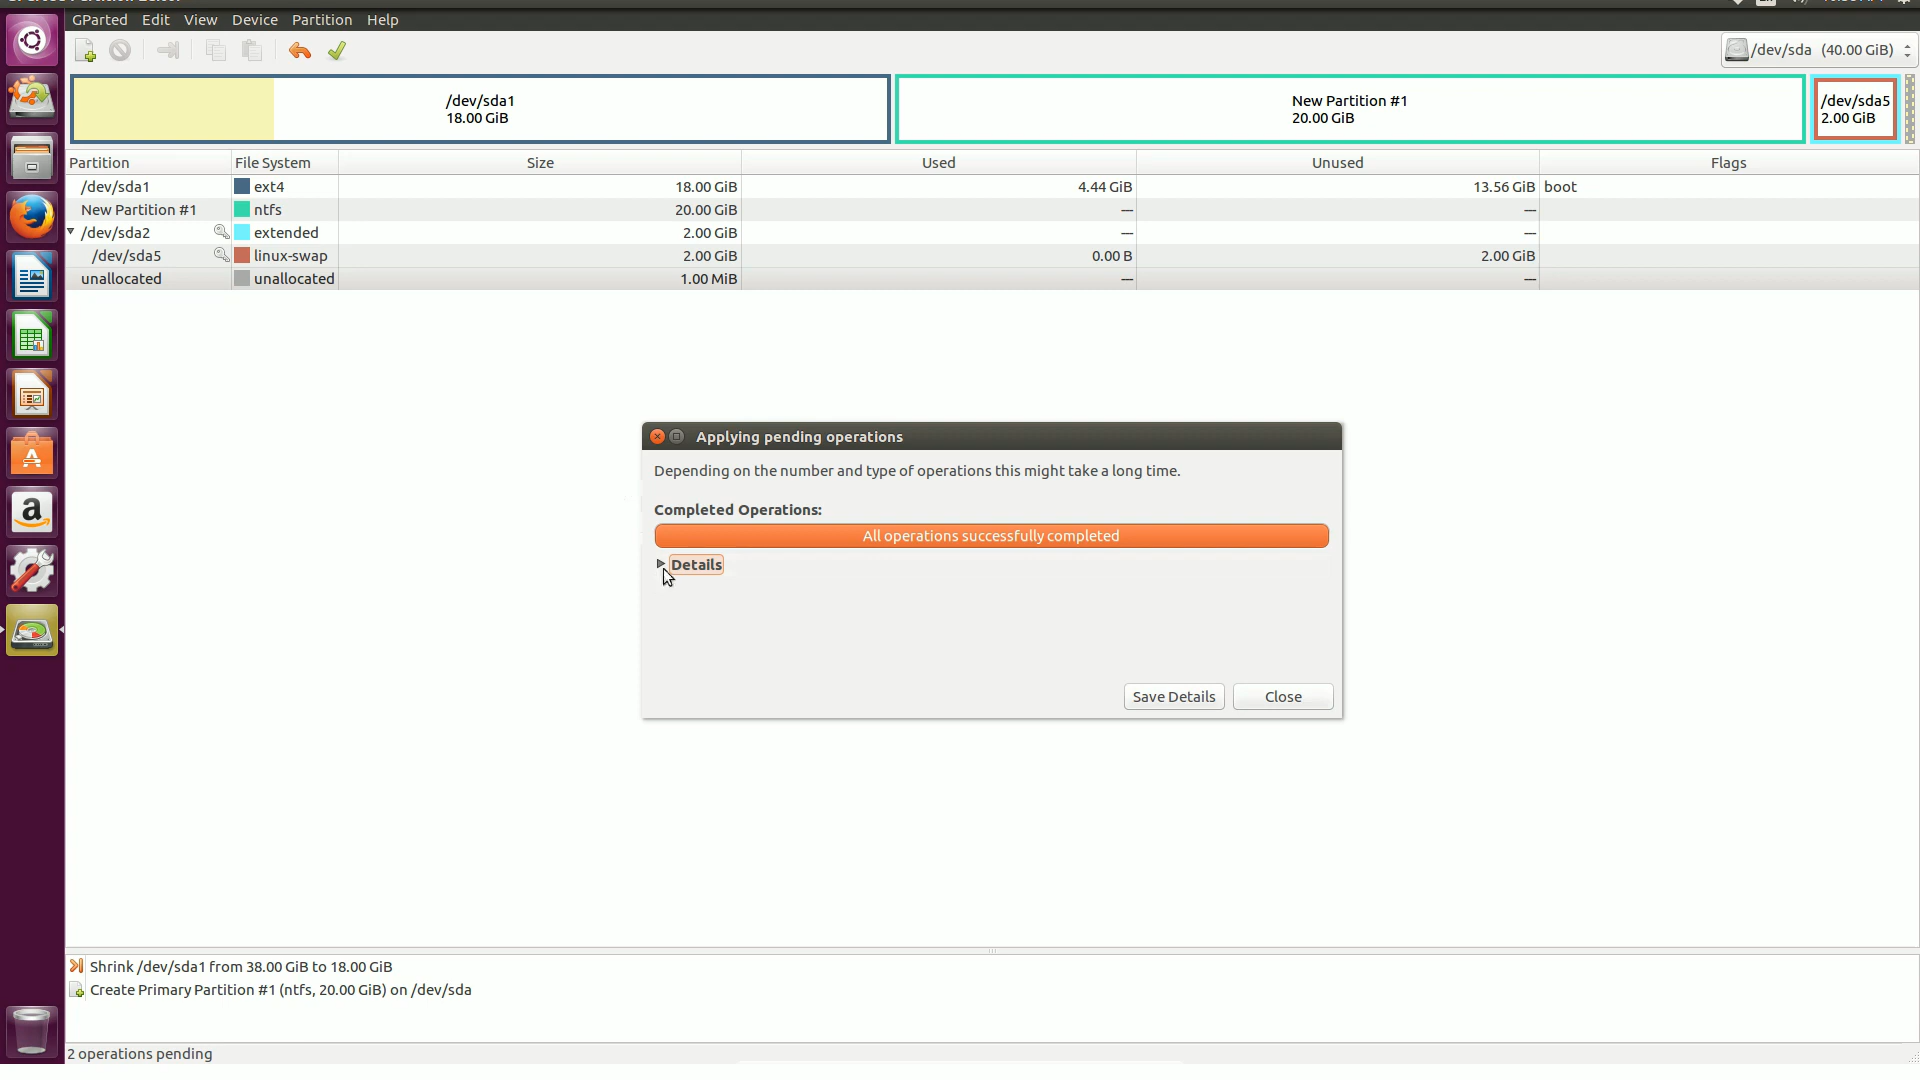 GParted Edit View Device Partition Help
/dev/sda (40.00 GiB)
/dev/sda1
18.00 GiB
New Partition #1
20.00 GiB
/dev/sda5
2.00 GiB
Partition File System Size Used Unused Flags
/dev/sda1 ext4 18.00 GiB 4.44 GiB 13.56 GiB boot
New Partition #1 ntfs 20.00 GiB — —
/dev/sda2 extended 2.00 GiB — —
/dev/sda5 linux-swap 2.00 GiB 0.00 B 2.00 GiB
unallocated unallocated 1.00 MiB — —
Applying pending operations
Depending on the number and type of operations this might take a long time.
Completed Operations:
All operations successfully completed
Details
Save Details Close
Shrink /dev/sda1 from 38.00 GiB to 18.00 GiB
Create Primary Partition #1 (ntfs, 20.00 GiB) on /dev/sda
2 operations pending